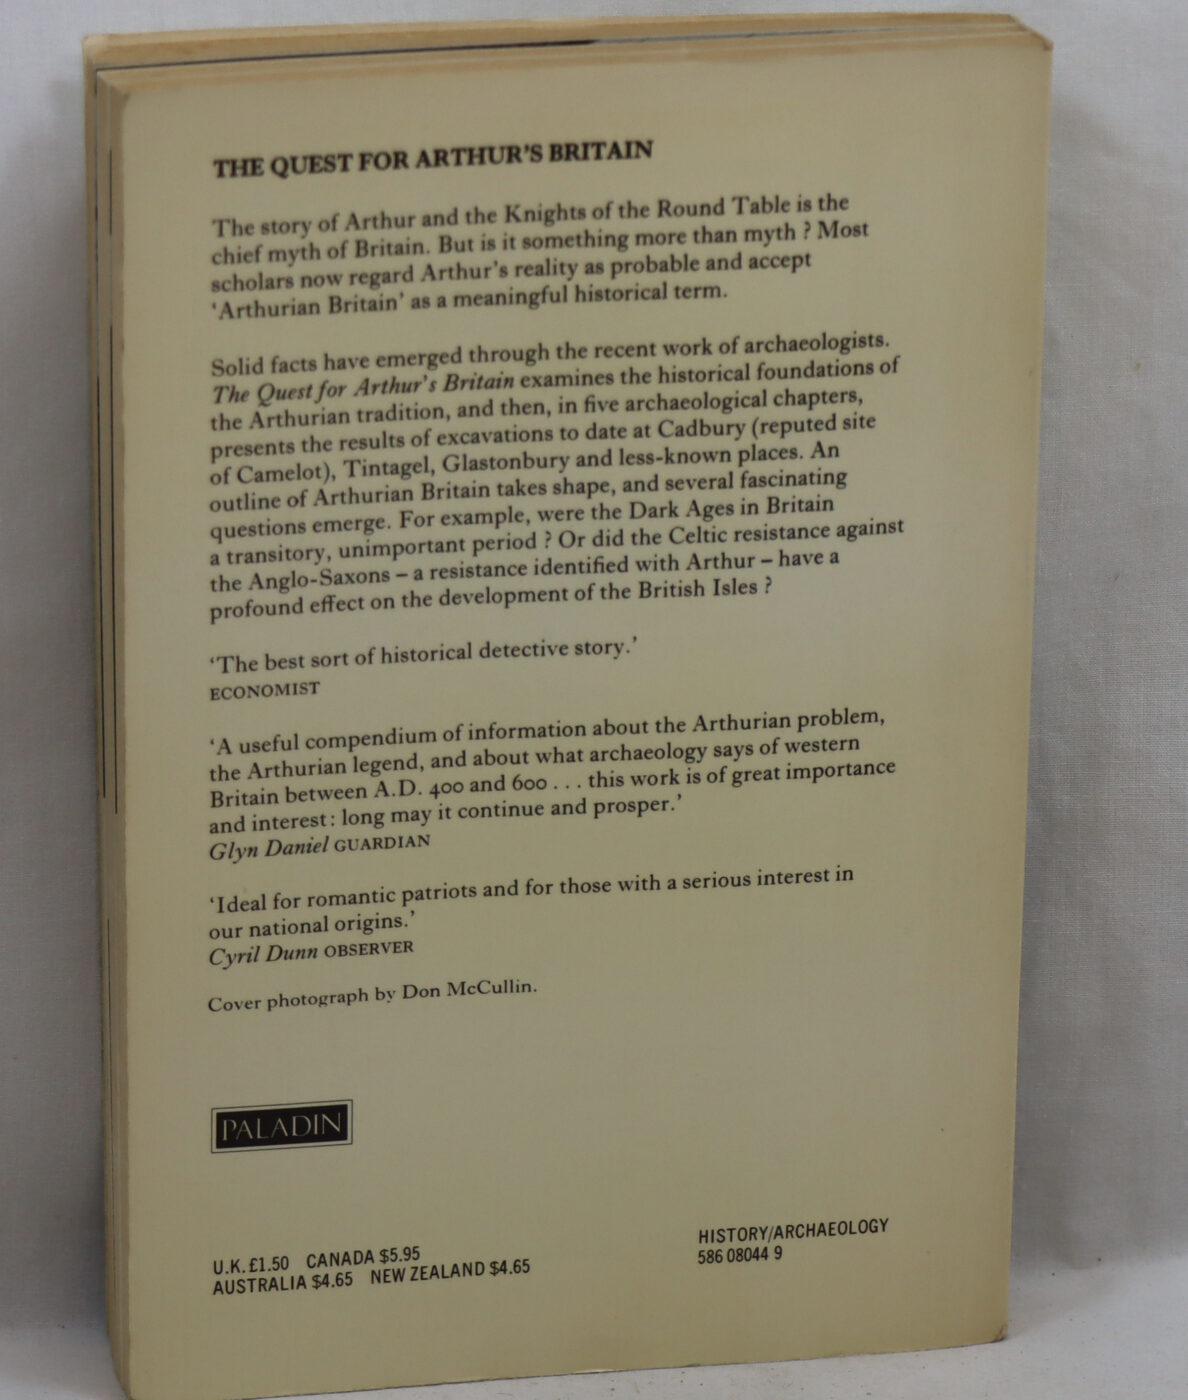 THE QUEST FOR ARTHUR'S BRITAIN
The story of Arthur and the Knights of the Round Table is the
chief myth of Britain. But is it something more than myth ? Most
scholars now regard Arthur's reality as probable and accept
'Arthurian Britain' as a meaningful historical term.
Solid facts have emerged through the recent work of archaeologists.
The Quest for Arthur's Britain examines the historical foundations of
the Arthurian tradition, and then, in five archaeological chapters,
presents the results of excavations to date at Cadbury (reputed site
of Camelot), Tintagel, Glastonbury and less-known places. An
outline of Arthurian Britain takes shape, and several fascinating
questions emerge. For example, were the Dark Ages in Britain
a transitory, unimportant period ? Or did the Celtic resistance against
the Anglo-Saxons – a resistance identified with Arthur – have a
profound effect on the development of the British Isles ?
'The best sort of historical detective story.'
ECONOMIST
'A useful compendium of information about the Arthurian problem,
the Arthurian legend, and about what archaeology says of western
Britain between A.D. 400 and 600 . . . this work is of great importance
and interest: long may it continue and prosper.'
Glyn Daniel GUARDIAN
'Ideal for romantic patriots and for those with a serious interest in
our national origins.'
Cyril Dunn OBSERVER
Cover photograph by Don McCullin.
PALADIN
U.K. £1.50 CANADA $5.95
AUSTRALIA $4.65 NEW ZEALAND $4.65
HISTORY/ARCHAEOLOGY
586 08044 9